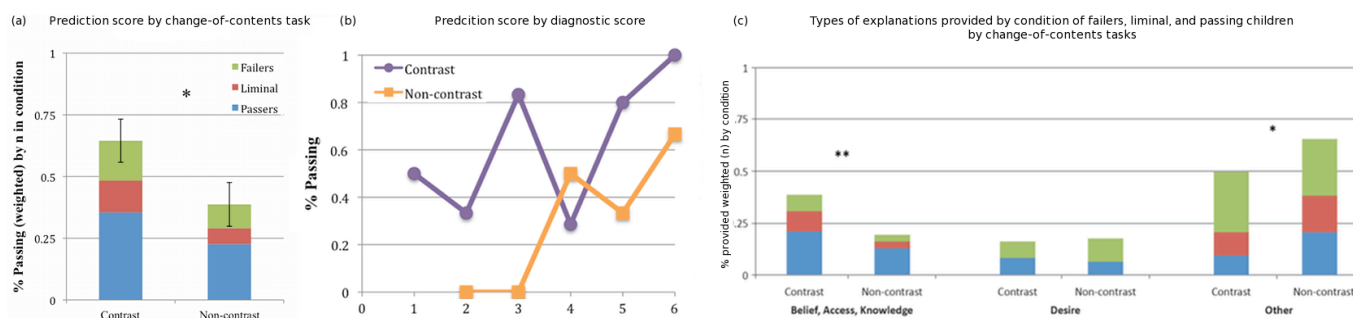 (a) Prediction score by change-of-contents task
% Passing (weighted) by n in condition
1
0.75
0.5
0.25
0
*
Failers
Liminal
Passers
Contrast
Non-contrast
(b) Predcition score by diagnostic score
% Passing
1
0.8
0.6
0.4
0.2
0
Contrast
Non-contrast
0 1 2 3 4 5 6
(c) Types of explanations provided by condition of failers, liminal, and passing children
by change-of-contents tasks
% provided weighted (n) by condition
1
.75
0.5
.25
0
**
*
Contrast Non-contrast Contrast Non-contrast Contrast Non-contrast
Belief, Access, Knowledge Desire Other